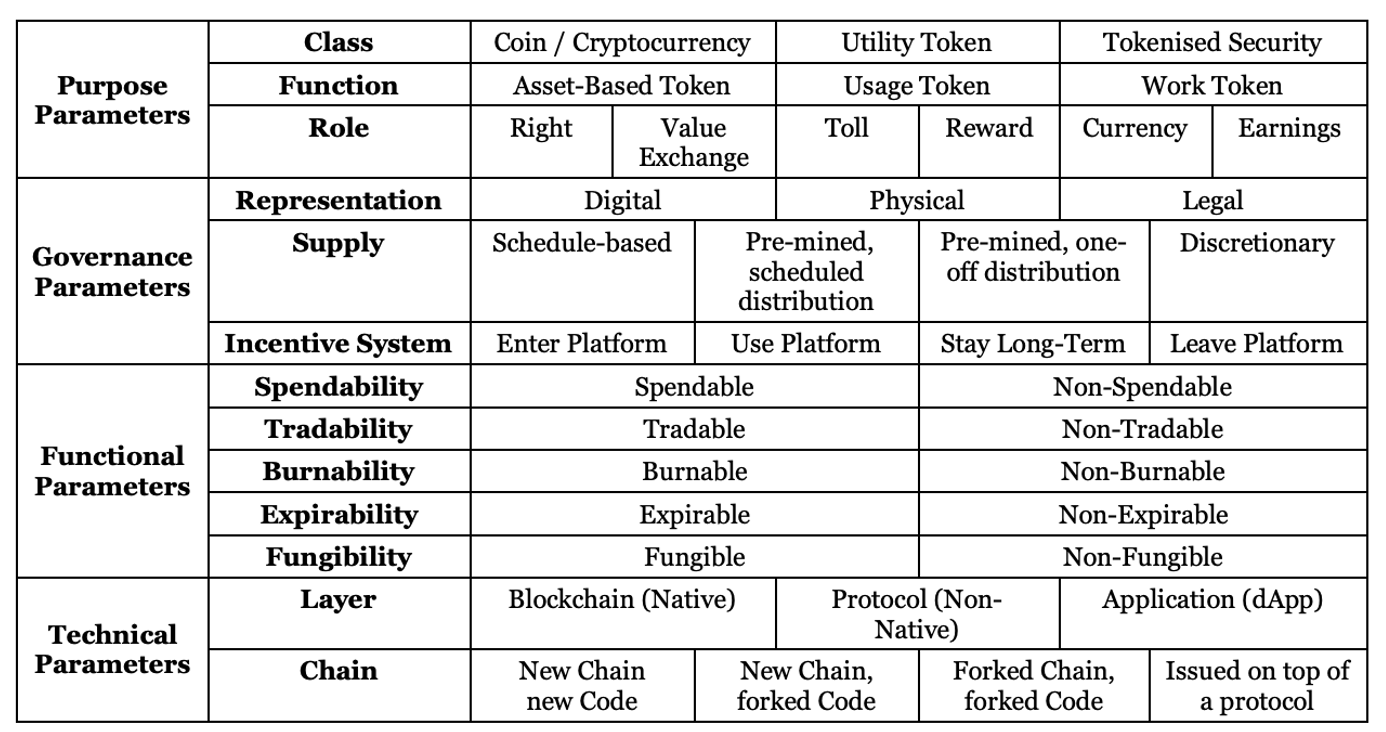 Purpose
Parameters
Class
Coin / Cryptocurrency
Utility Token
Tokenised Security
Function
Asset-Based Token
Usage Token
Work Token
Role
Right
Value
Exchange
Toll
Reward
Currency
Earnings
Governance
Parameters
Representation
Digital
Physical
Legal
Supply
Schedule-based
Pre-mined,
scheduled
distribution
Pre-mined, one-
off distribution
Discretionary
Incentive System
Enter Platform
Use Platform
Stay Long-Term
Leave Platform
Functional
Parameters
Spendability
Spendable
Non-Spendable
Tradability
Tradable
Non-Tradable
Burnability
Burnable
Non-Burnable
Expirability
Expirable
Non-Expirable
Fungibility
Fungible
Non-Fungible
Technical
Parameters
Layer
Blockchain (Native)
Protocol (Non-
Native)
Application (dApp)
Chain
New Chain
new Code
New Chain,
forked Code
Forked Chain,
forked Code
Issued on top of
a protocol